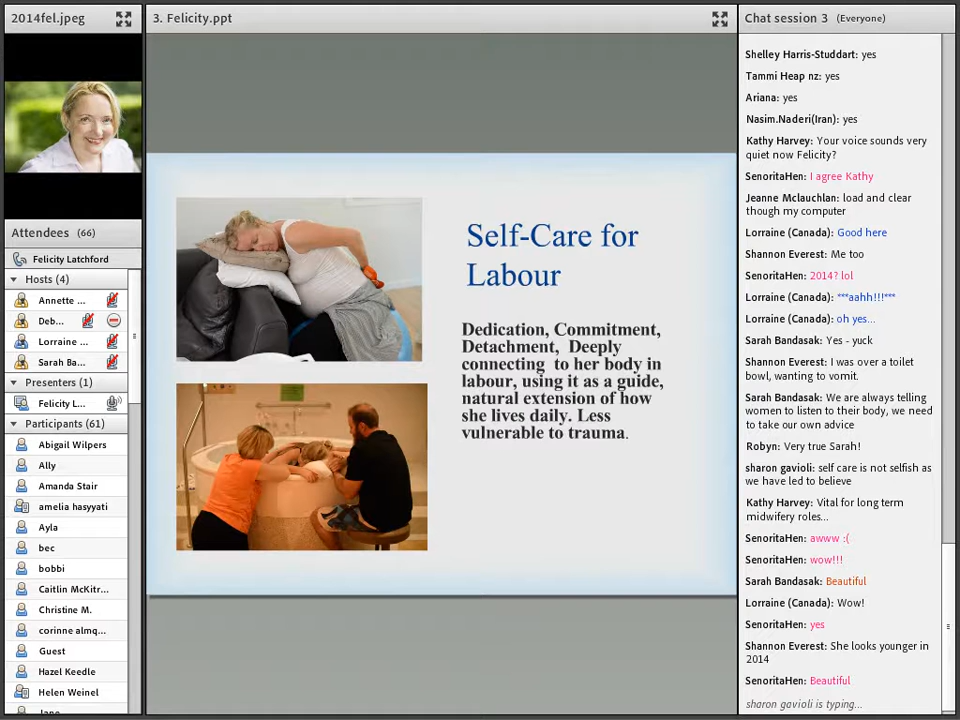 2014fel.jpeg
Attendees (66)
Felicity Latchford
Hosts (4)
Annette ...
Deb...
Lorraine ...
Sarah Ba...
Presenters (1)
Felicity L...
Participants (61)
Abigail Wilpers
Ally
Amanda Stair
amelia hasyyati
Ayla
bec
bobbi
Caitlin McKitr...
Christine M.
corinne almq...
Guest
Hazel Keedle
Helen Weinel
3. Felicity.ppt
Self-Care for
Labour
Dedication, Commitment,
Detachment, Deeply
connecting to her body in
labour, using it as a guide,
natural extension of how
she lives daily. Less
vulnerable to trauma.
Chat session 3 (Everyone)
Shelley Harris-Studdart: yes
Tammi Heap nz: yes
Ariana: yes
Nasim.Naderi(Iran): yes
Kathy Harvey: Your voice sounds very
quiet now Felicity?
SenoritaHen: I agree Kathy
Jeanne Mclauchlan: load and clear
though my computer
Lorraine (Canada): Good here
Shannon Everest: Me too
SenoritaHen: 2014? lol
Lorraine (Canada): ***aahh!!!***
Lorraine (Canada): oh yes...
Sarah Bandasak: Yes - yuck
Shannon Everest: I was over a toilet
bowl, wanting to vomit.
Sarah Bandasak: We are always telling
women to listen to their body, we need
to take our own advice
Robyn: Very true Sarah!
sharon gavioli: self care is not selfish as
we have led to believe
Kathy Harvey: Vital for long term
midwifery roles...
SenoritaHen: awww :(
SenoritaHen: wow!!!
Sarah Bandasak: Beautiful
Lorraine (Canada): Wow!
SenoritaHen: yes
Shannon Everest: She looks younger in
2014
SenoritaHen: Beautiful
sharon gavioli is typing...